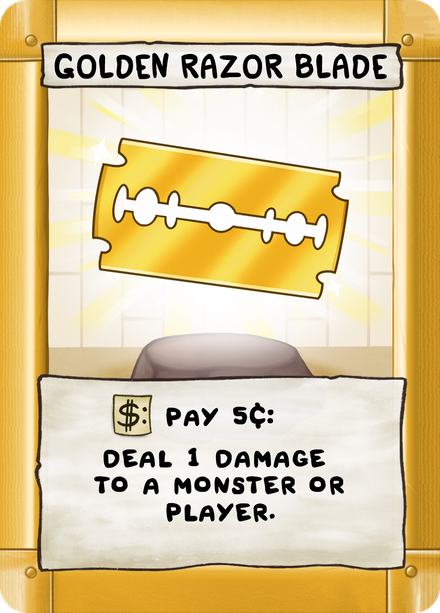 GOLDEN RAZOR BLADE
$: PAY 5¢:
DEAL 1 DAMAGE
TO A MONSTER OR
PLAYER.